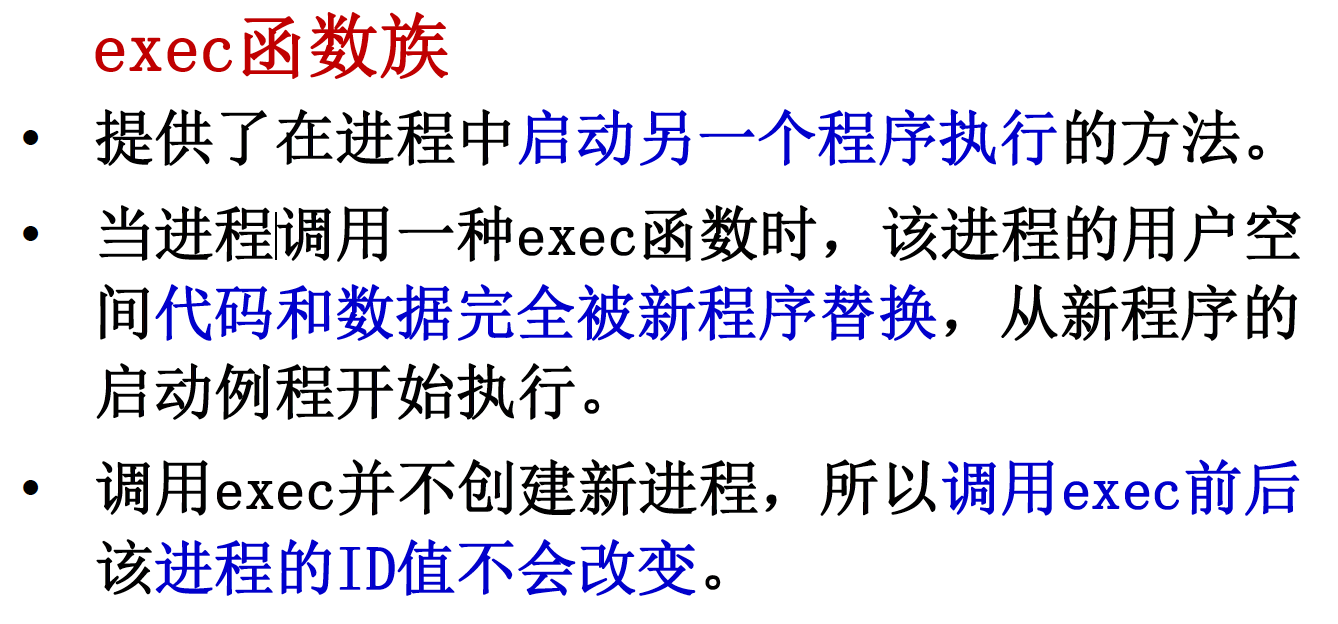 exec函数族
• 提供了在进程中启动另一个程序执行的方法。
• 当进程调用一种exec函数时，该进程的用户空
间代码和数据完全被新程序替换，从新程序的
启动例程开始执行。
• 调用exec并不创建新进程，所以调用exec前后
该进程的ID值不会改变。